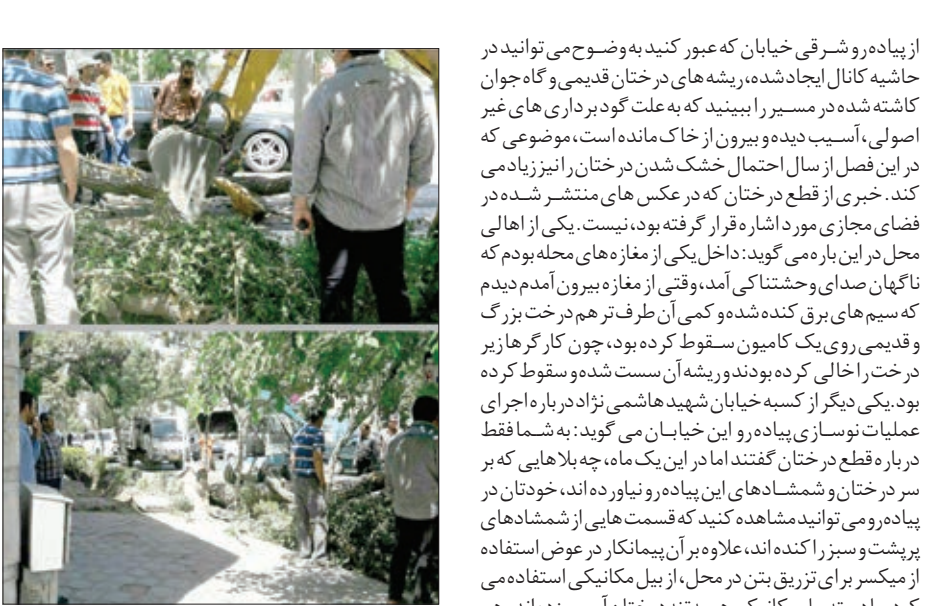 از پیاده‌رو شرقی خیابان که عبور کنید به‌وضوح می توانید در
حاشیه کانال ایجادشده، ریشه های درختان قدیمی و گاه جوان
کاشته شده در مسیر را ببینید که به علت گودبرداری های غیر
اصولی، آسیب دیده و بیرون از خاک مانده است، موضوعی که
در این فصل از سال احتمال خشک شدن درختان را نیز زیاد می
کند. خبری از قطع درختان که در عکس های منتشر شده در
فضای مجازی مورد اشاره قرار گرفته بود، نیست. یکی از اهالی
محل در این باره می گوید: داخل یکی از مغازه های محله بودم که
ناگهان صدای وحشتناکی آمد، وقتی از مغازه بیرون آمدم دیدم
که سیم های برق کنده شده و کمی آن طرف تر هم درخت بزرگ
و قدیمی روی یک کامیون سقوط کرده بود، چون کارگرها زیر
درخت را خالی کرده بودند و ریشه آن سست شده و سقوط کرده
بود. یکی دیگر از کسبه خیابان شهید هاشمی نژاد درباره اجرای
عملیات نوسازی پیاده رو این خیابان می گوید: به شما فقط
درباره قطع درختان گفتند اما در این یک ماه، چه بلاهایی که بر
سر درختان و شمشادهای این پیاده رو نیاورده اند، خودتان در
پیاده‌رو می توانید مشاهده کنید که قسمت هایی از شمشادهای
پرپشت و سبز را کنده اند، علاوه بر آن پیمانکار در عوض استفاده
از میکسر برای تزریق بتن در محل، از بیل مکانیکی استفاده می